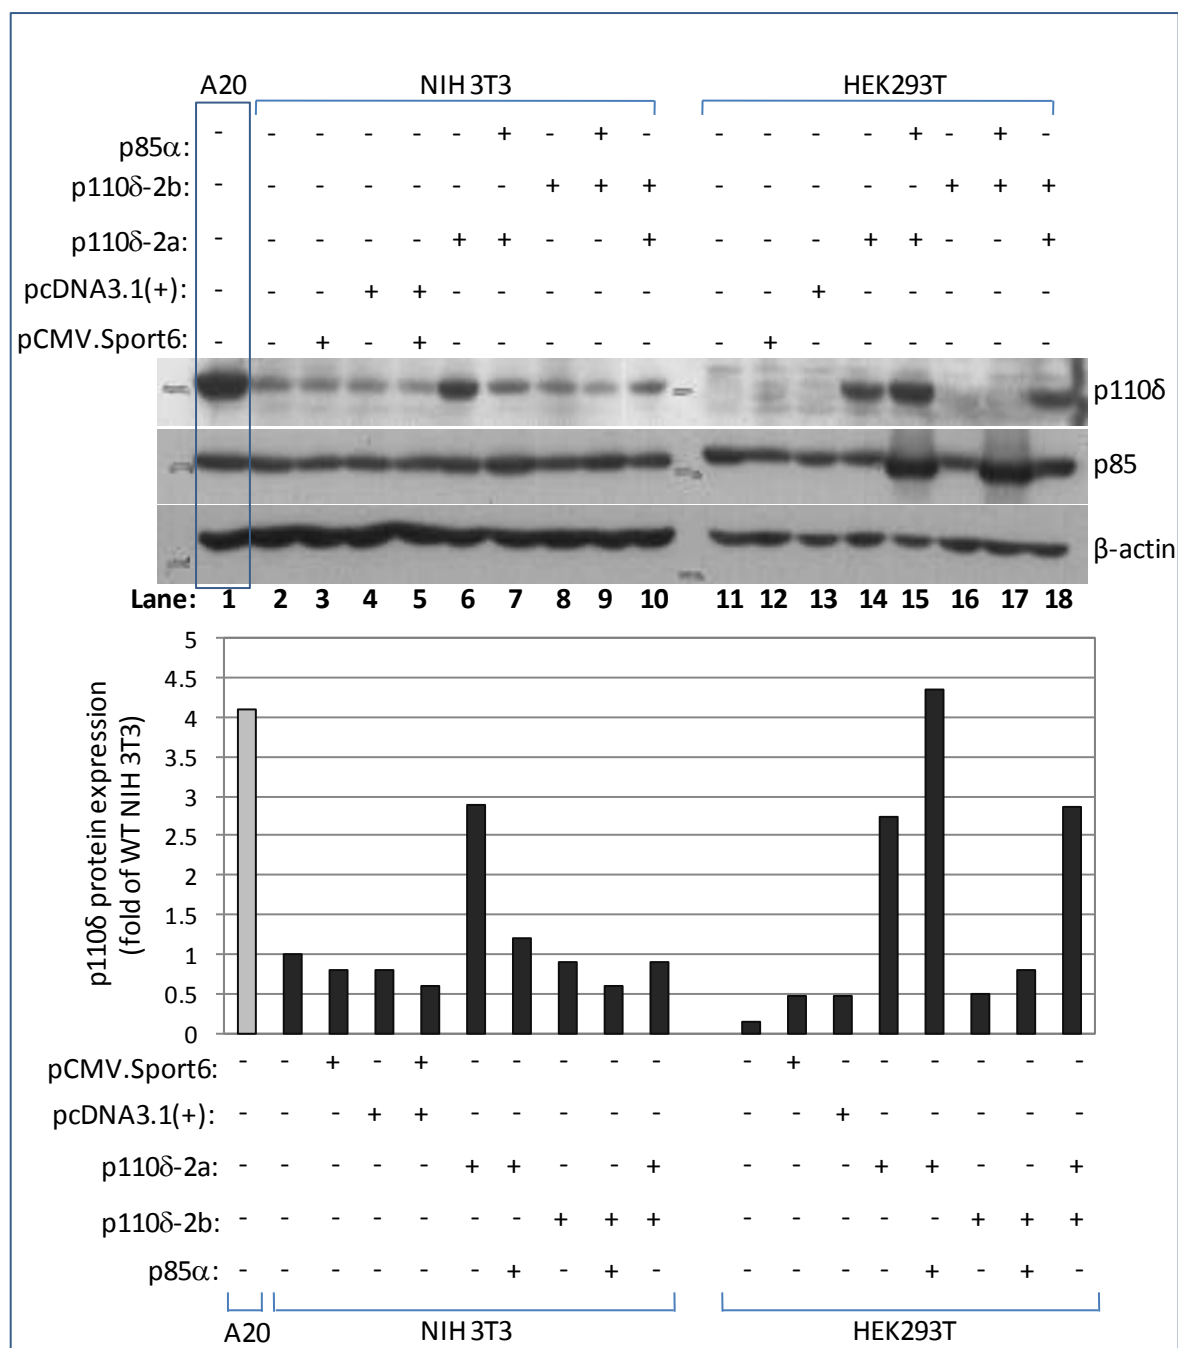 A20 NIH 3T3 HEK293T
p85α: - - - - - - + - + - - - - - + - + -
p110δ-2b: - - - - - - - + + + - - - - - + + +
p110δ-2a: - - - - - + + - - + - - - + + - - +
pcDNA3.1(+): - - - + + - - - - - - - + - - - - -
pCMV.Sport6: - - + - + - - - - - - + - - - - - -
p110δ
p85
β-actin
Lane: 1 2 3 4 5 6 7 8 9 10 11 12 13 14 15 16 17 18
p110δ protein expression
(fold of WT NIH 3T3)
5
4.5
4
3.5
3
2.5
2
1.5
1
0.5
0
pCMV.Sport6: - - + - + - - - - - - + - - - - - -
pcDNA3.1(+): - - - + + - - - - - - - + - - - - -
p110δ-2a: - - - - - + + - - + - - - + + - - +
p110δ-2b: - - - - - - - + + + - - - - - + + +
p85α: - - - - - - + - + - - - - - + - + -
A20 NIH 3T3 HEK293T